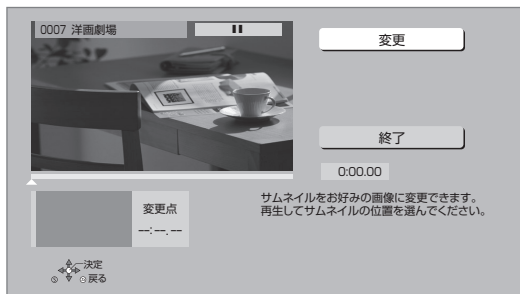 0007 洋画劇場
変更
終了
0:00.00
変更点
--:--.--
サムネイルをお好みの画像に変更できます。
再生してサムネイルの位置を選んでください。
決定
戻る